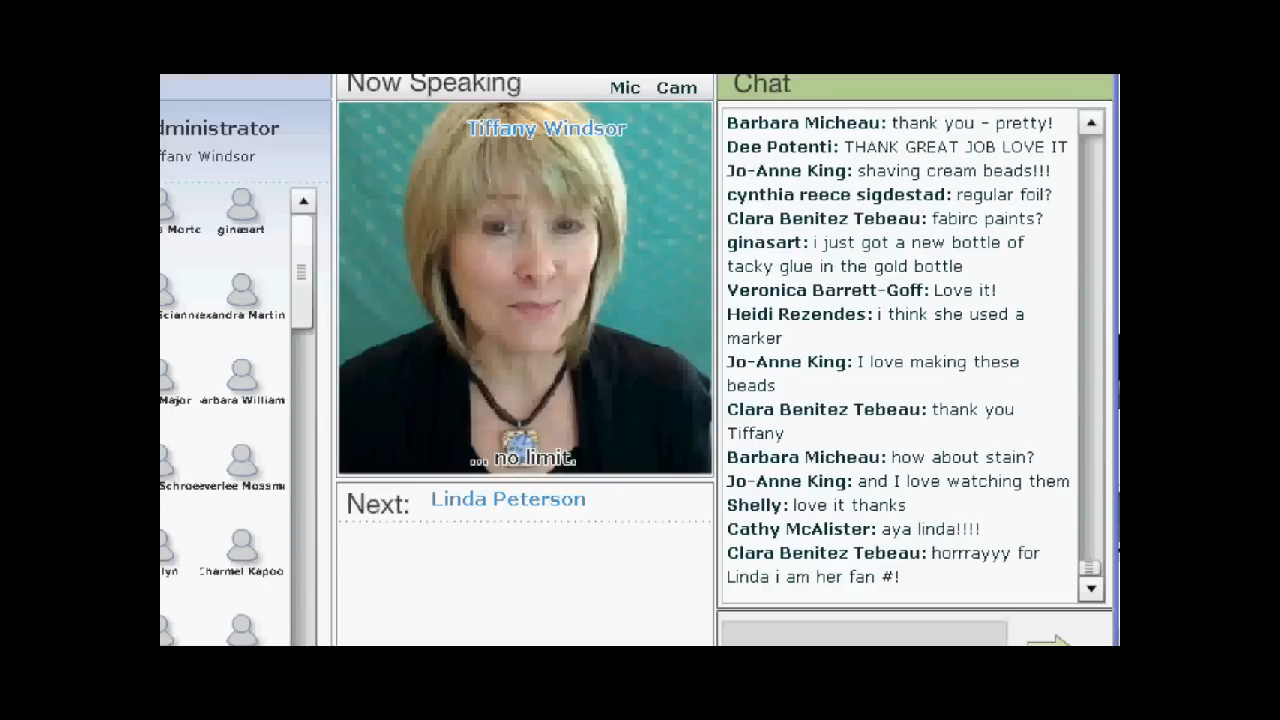 dministrator
Tiffany Windsor
ginasart
Martin
Major
William
lyn
Charmel Kapoo
Now Speaking
Mic Cam
Tiffany Windsor
... no limit.
Next: Linda Peterson
Chat
Barbara Micheau: thank you - pretty!
Dee Potenti: THANK GREAT JOB LOVE IT
Jo-Anne King: shaving cream beads!!!
cynthia reece sigdestad: regular foil?
Clara Benitez Tebeau: fabirc paints?
ginasart: i just got a new bottle of
tacky glue in the gold bottle
Veronica Barrett-Goff: Love it!
Heidi Rezendes: i think she used a
marker
Jo-Anne King: I love making these
beads
Clara Benitez Tebeau: thank you
Tiffany
Barbara Micheau: how about stain?
Jo-Anne King: and I love watching them
Shelly: love it thanks
Cathy McAlister: aya linda!!!!
Clara Benitez Tebeau: horrrayyy for
Linda i am her fan #!